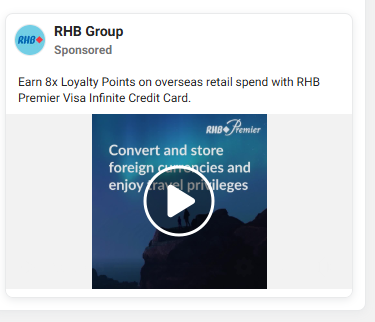 RHB
RHB Group
Sponsored
Earn 8x Loyalty Points on overseas retail spend with RHB
Premier Visa Infinite Credit Card.
RHB Premier
Convert and store
foreign currencies and
enjoy travel privileges